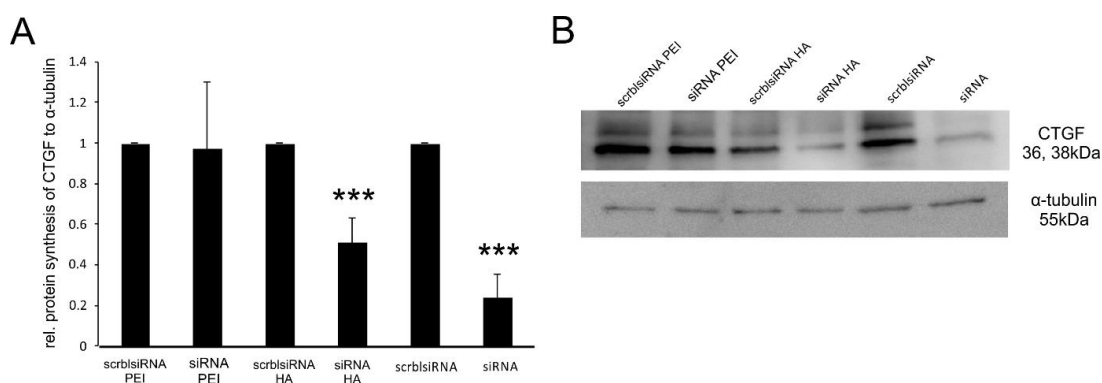 A
rel. protein synthesis of CTGF to α-tubulin
1.4
1.2
1
0.8
0.6
0.4
0.2
0
***
***
scrblsiRNA
PEI
siRNA
PEI
scrblsiRNA
HA
siRNA
HA
scrblsiRNA
siRNA
B
scrblsiRNA PEI
siRNA PEI
scrblsiRNA HA
siRNA HA
scrblsiRNA
siRNA
CTGF
36, 38kDa
α-tubulin
55kDa